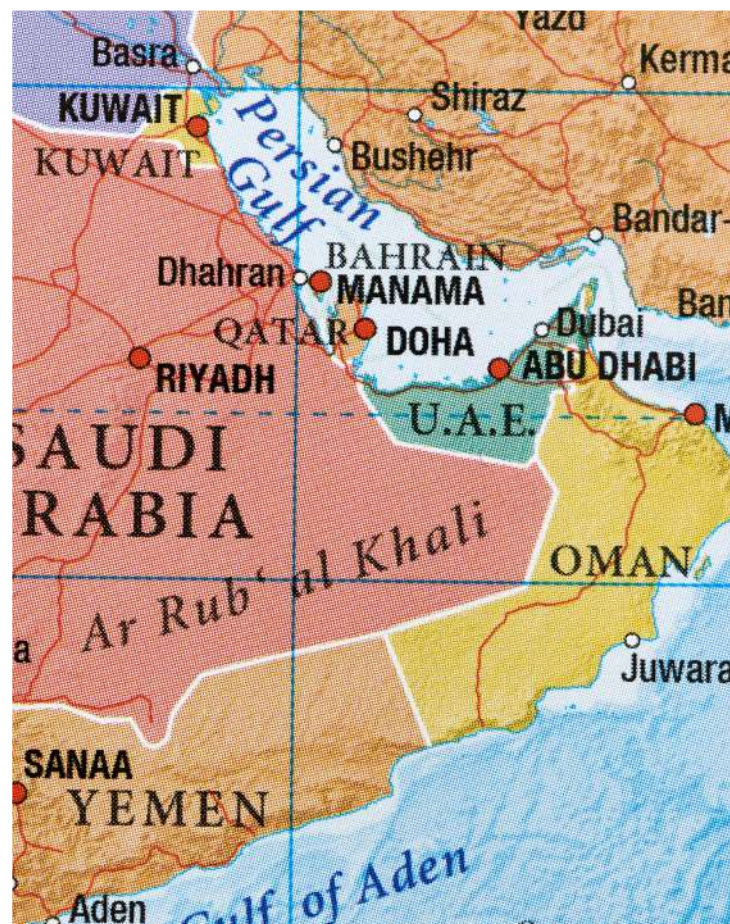 Yazd
Basra
Kerma
KUWAIT
Shiraz
KUWAIT
Persian
Gulf
Bushehr
Bandar-
BAHRAIN
Dhahran
MANAMA
Ban
QATAR
DOHA
Dubai
RIYADH
ABU DHABI
U.A.E.
M
SAUDI
RABIA
Ar Rub‘ al Khali
OMAN
a
Juwara
SANAA
YEMEN
Gulf of Aden
Aden